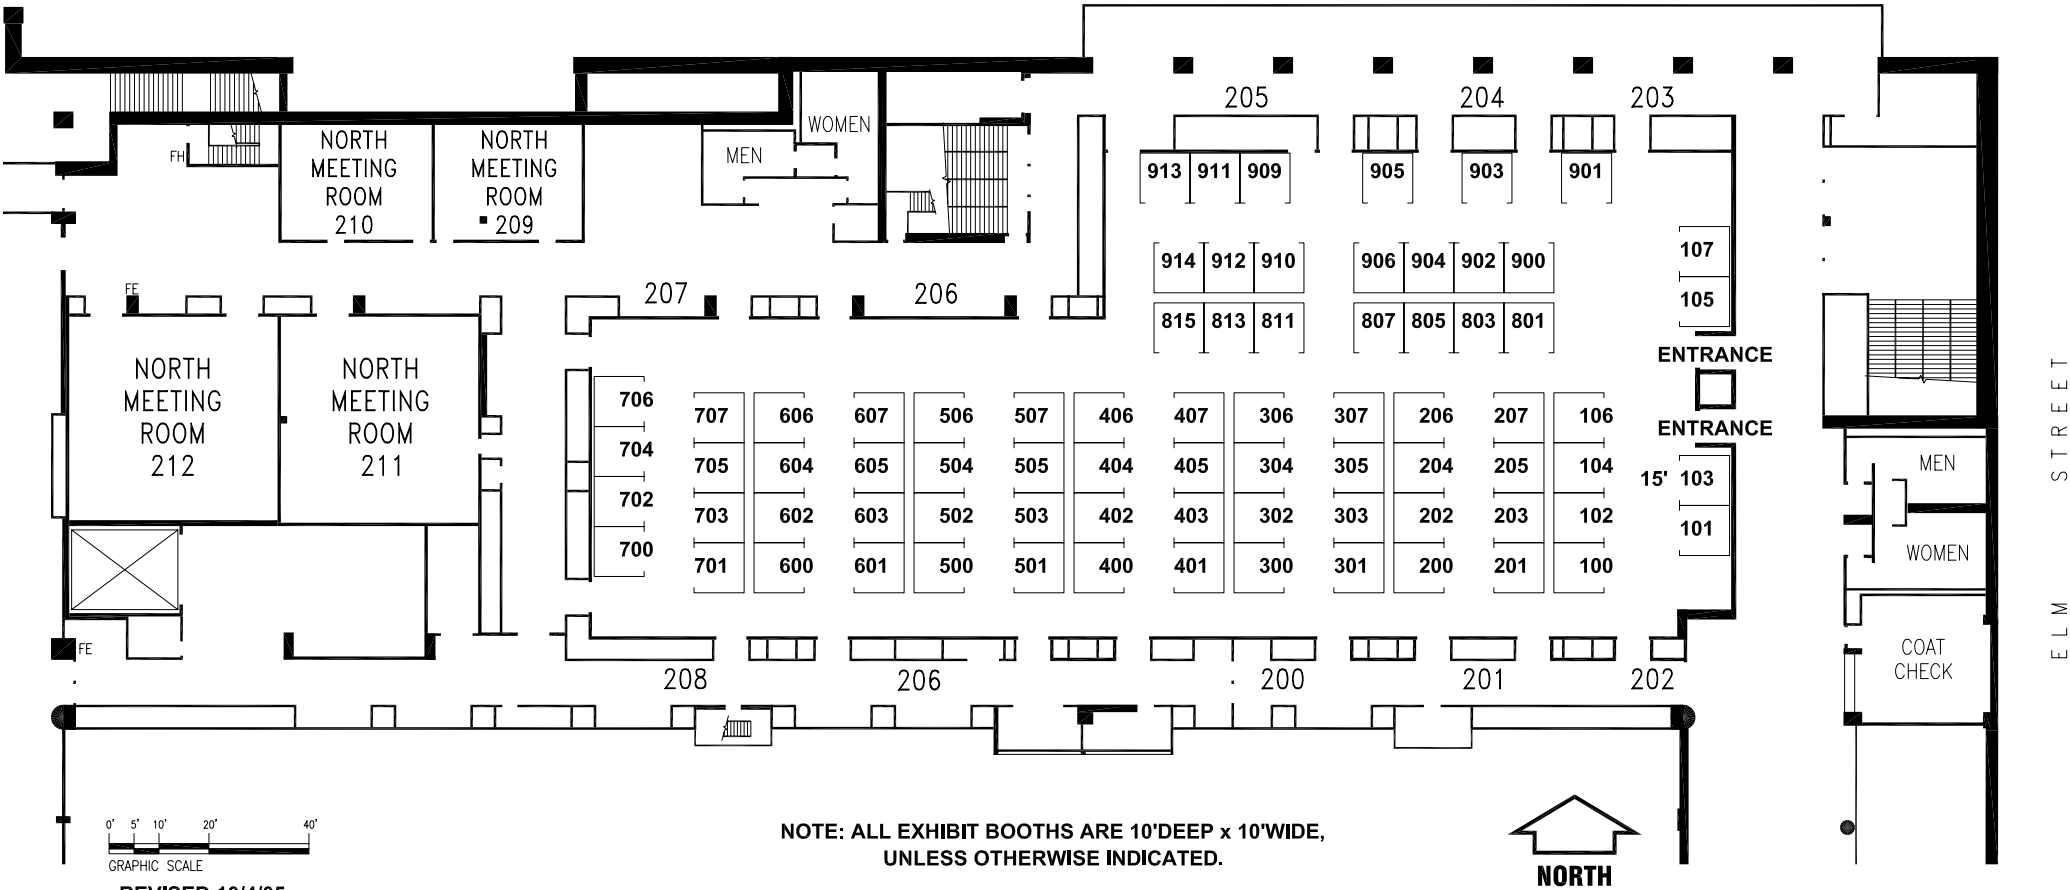 205 204 203
NORTH
MEETING
ROOM
210
NORTH
MEETING
ROOM
209
FH
MEN
WOMEN
913 911 909 905 903 901
914 912 910 906 904 902 900
107
105
FE
207 206
815 813 811 807 805 803 801
ENTRANCE
ENTRANCE
NORTH
MEETING
ROOM
212
NORTH
MEETING
ROOM
211
706
704
702
700
707 606 607 506 507 406 407 306 307 206 207 106
705 604 605 504 505 404 405 304 305 204 205 104
703 602 603 502 503 402 403 302 303 202 203 102
701 600 601 500 501 400 401 300 301 200 201 100
15' 103
101
MEN
WOMEN
COAT
CHECK
ELM STREET
FE
208 206 200 201 202
0' 5' 10' 20' 40'
GRAPHIC SCALE
NOTE: ALL EXHIBIT BOOTHS ARE 10'DEEP x 10'WIDE,
UNLESS OTHERWISE INDICATED.
NORTH